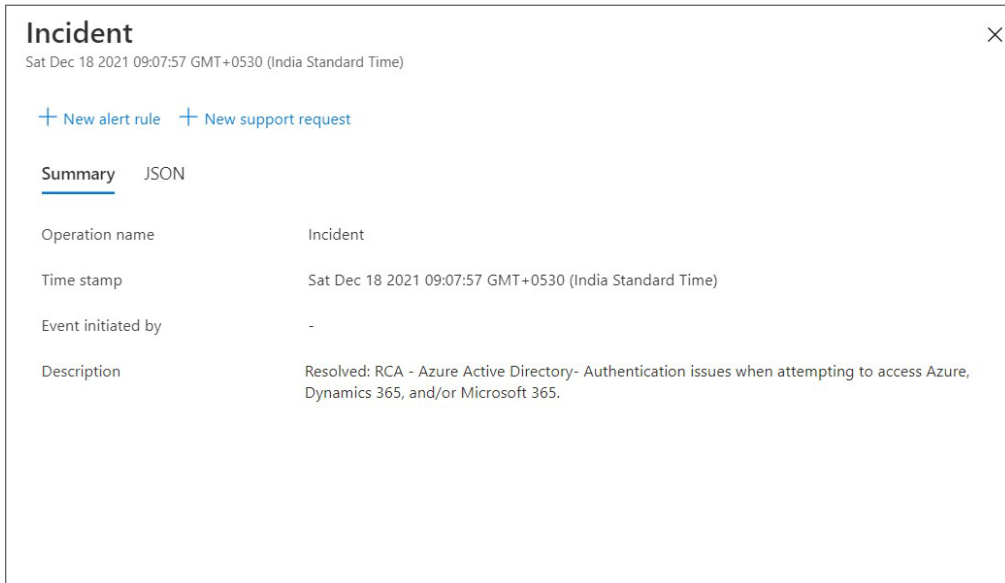 Incident
Sat Dec 18 2021 09:07:57 GMT+0530 (India Standard Time)
New alert rule New support request
Summary JSON
Operation name Incident
Time stamp Sat Dec 18 2021 09:07:57 GMT+0530 (India Standard Time)
Event initiated by -
Description Resolved: RCA - Azure Active Directory- Authentication issues when attempting to access Azure,
Dynamics 365, and/or Microsoft 365.